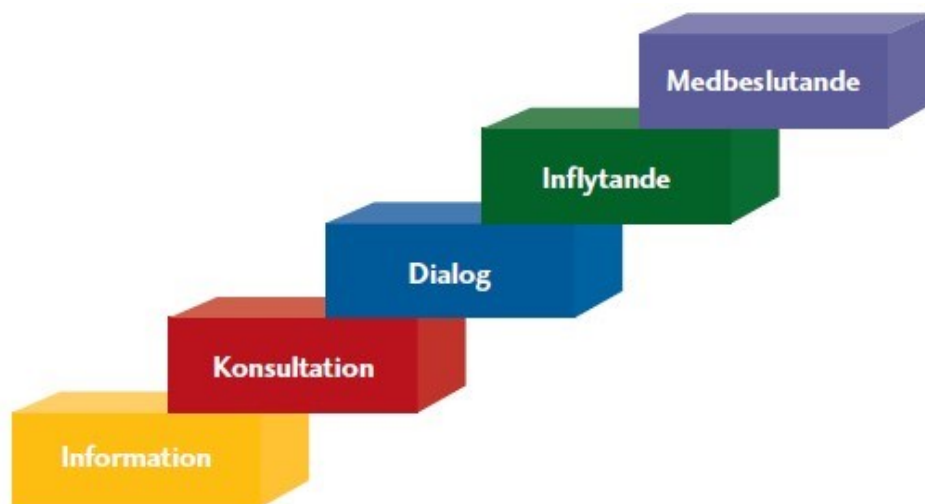 Medbeslutande
Inflytande
Dialog
Konsultation
Information